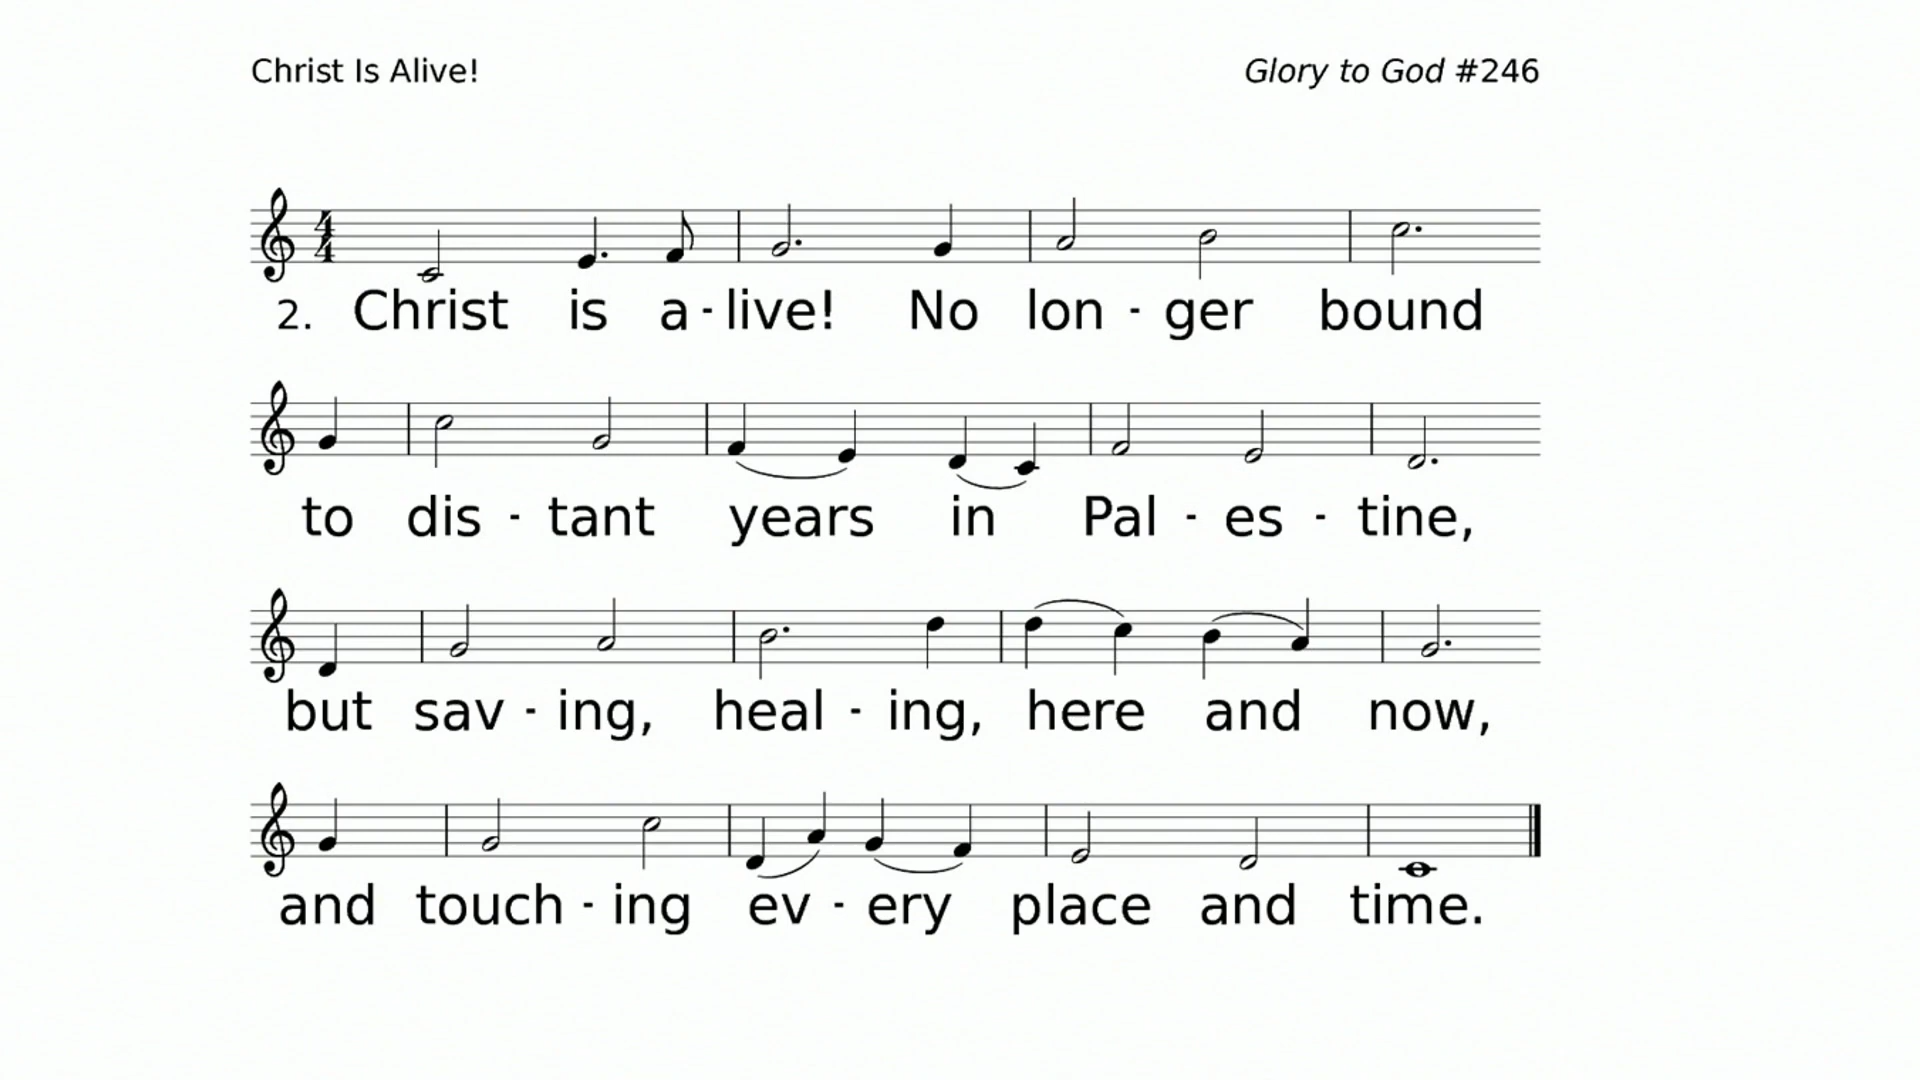 Christ Is Alive! Glory to God #246
4
4
2. Christ is a - live! No lon - ger bound
to dis - tant years in Pal - es - tine,
but sav - ing, heal - ing, here and now,
and touch - ing ev - ery place and time.